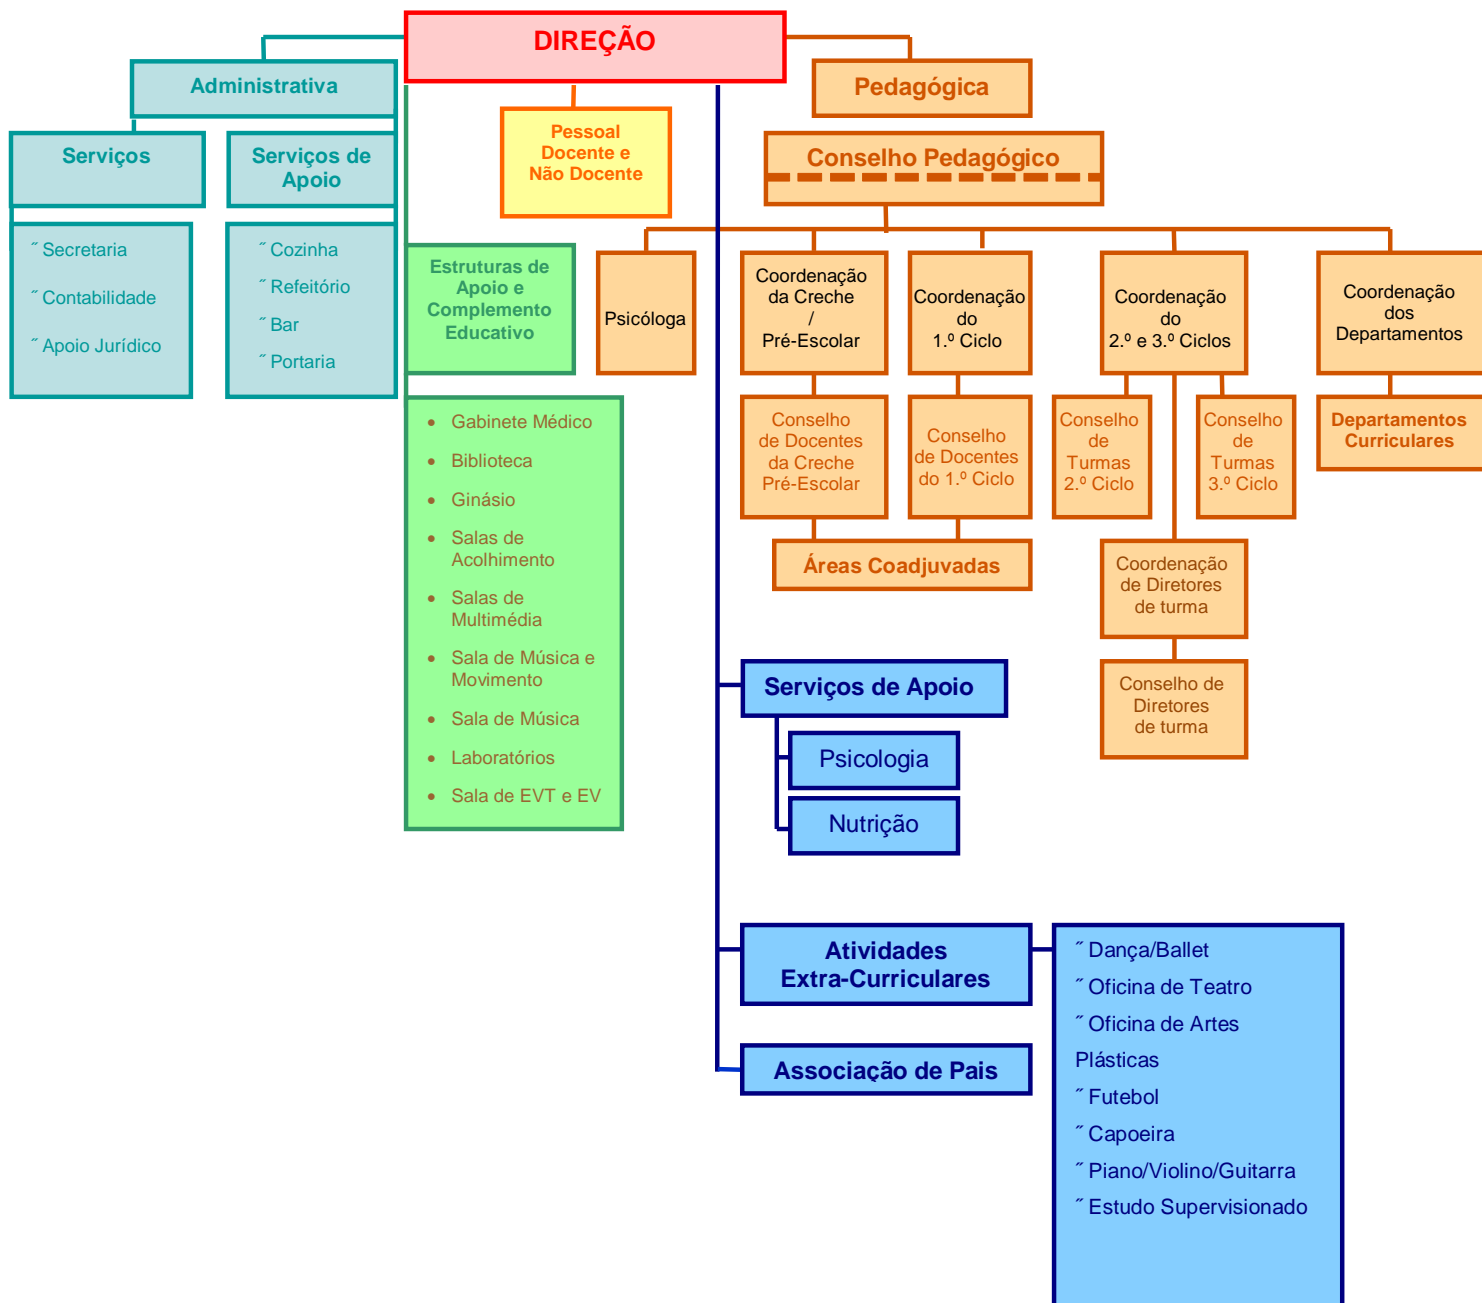 DIREÇÃO
Administrativa
Pedagógica
Serviços
Serviços de
Apoio
Pessoal
Docente e
Não Docente
Conselho Pedagógico
˝ Secretaria
˝ Contabilidade
˝ Apoio Jurídico
˝ Cozinha
˝ Refeitório
˝ Bar
˝ Portaria
Estruturas de
Apoio e
Complemento
Educativo
Psicóloga
Coordenação
da Creche
/
Pré-Escolar
Coordenação
do
1.º Ciclo
Coordenação
do
2.º e 3.º Ciclos
Coordenação
dos
Departamentos
• Gabinete Médico
• Biblioteca
• Ginásio
• Salas de
Acolhimento
• Salas de
Multimédia
• Sala de Música e
Movimento
• Sala de Música
• Laboratórios
• Sala de EVT e EV
Conselho
de Docentes
da Creche
Pré-Escolar
Conselho
de Docentes
do 1.º Ciclo
Conselho
de
Turmas
2.º Ciclo
Conselho
de
Turmas
3.º Ciclo
Departamentos
Curriculares
Áreas Coadjuvadas
Coordenação
de Diretores
de turma
Conselho de
Diretores
de turma
Serviços de Apoio
Psicologia
Nutrição
Atividades
Extra-Curriculares
˝ Dança/Ballet
˝ Oficina de Teatro
˝ Oficina de Artes
Plásticas
˝ Futebol
˝ Capoeira
˝ Piano/Violino/Guitarra
˝ Estudo Supervisionado
Associação de Pais